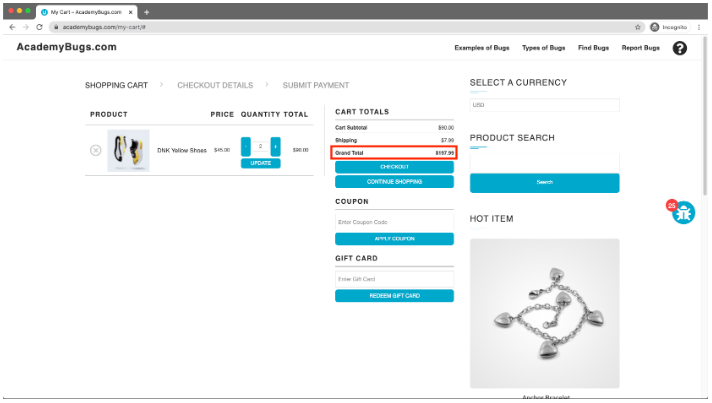 My Cart – AcademyBugs.com
academybugs.com/my-cart/#
Incognito
AcademyBugs.com
Examples of Bugs
Types of Bugs
Find Bugs
Report Bugs
?
SHOPPING CART
CHECKOUT DETAILS
SUBMIT PAYMENT
PRODUCT
PRICE
QUANTITY
TOTAL
DNK Yellow Shoes
$45.00
-
2
+
$90.00
UPDATE
CART TOTALS
Cart Subtotal $90.00
Shipping $7.99
Grand Total $197.99
CHECKOUT
CONTINUE SHOPPING
COUPON
Enter Coupon Code
APPLY COUPON
GIFT CARD
Enter Gift Card
REDEEM GIFT CARD
SELECT A CURRENCY
USD
PRODUCT SEARCH
Search
25
HOT ITEM
Anchor Bracelet